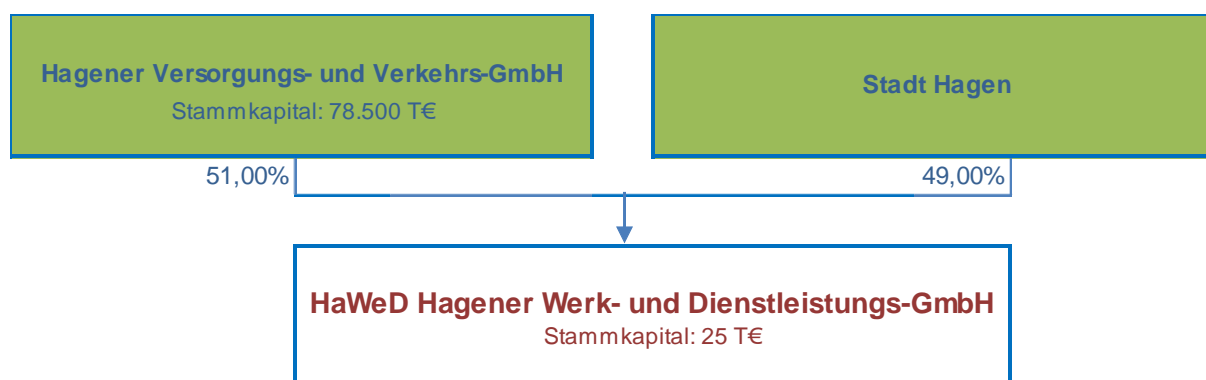 Hagener Versorgungs- und Verkehrs-GmbH
Stammkapital: 78.500 T€
Stadt Hagen
51,00%
49,00%
HaWeD Hagener Werk- und Dienstleistungs-GmbH
Stammkapital: 25 T€